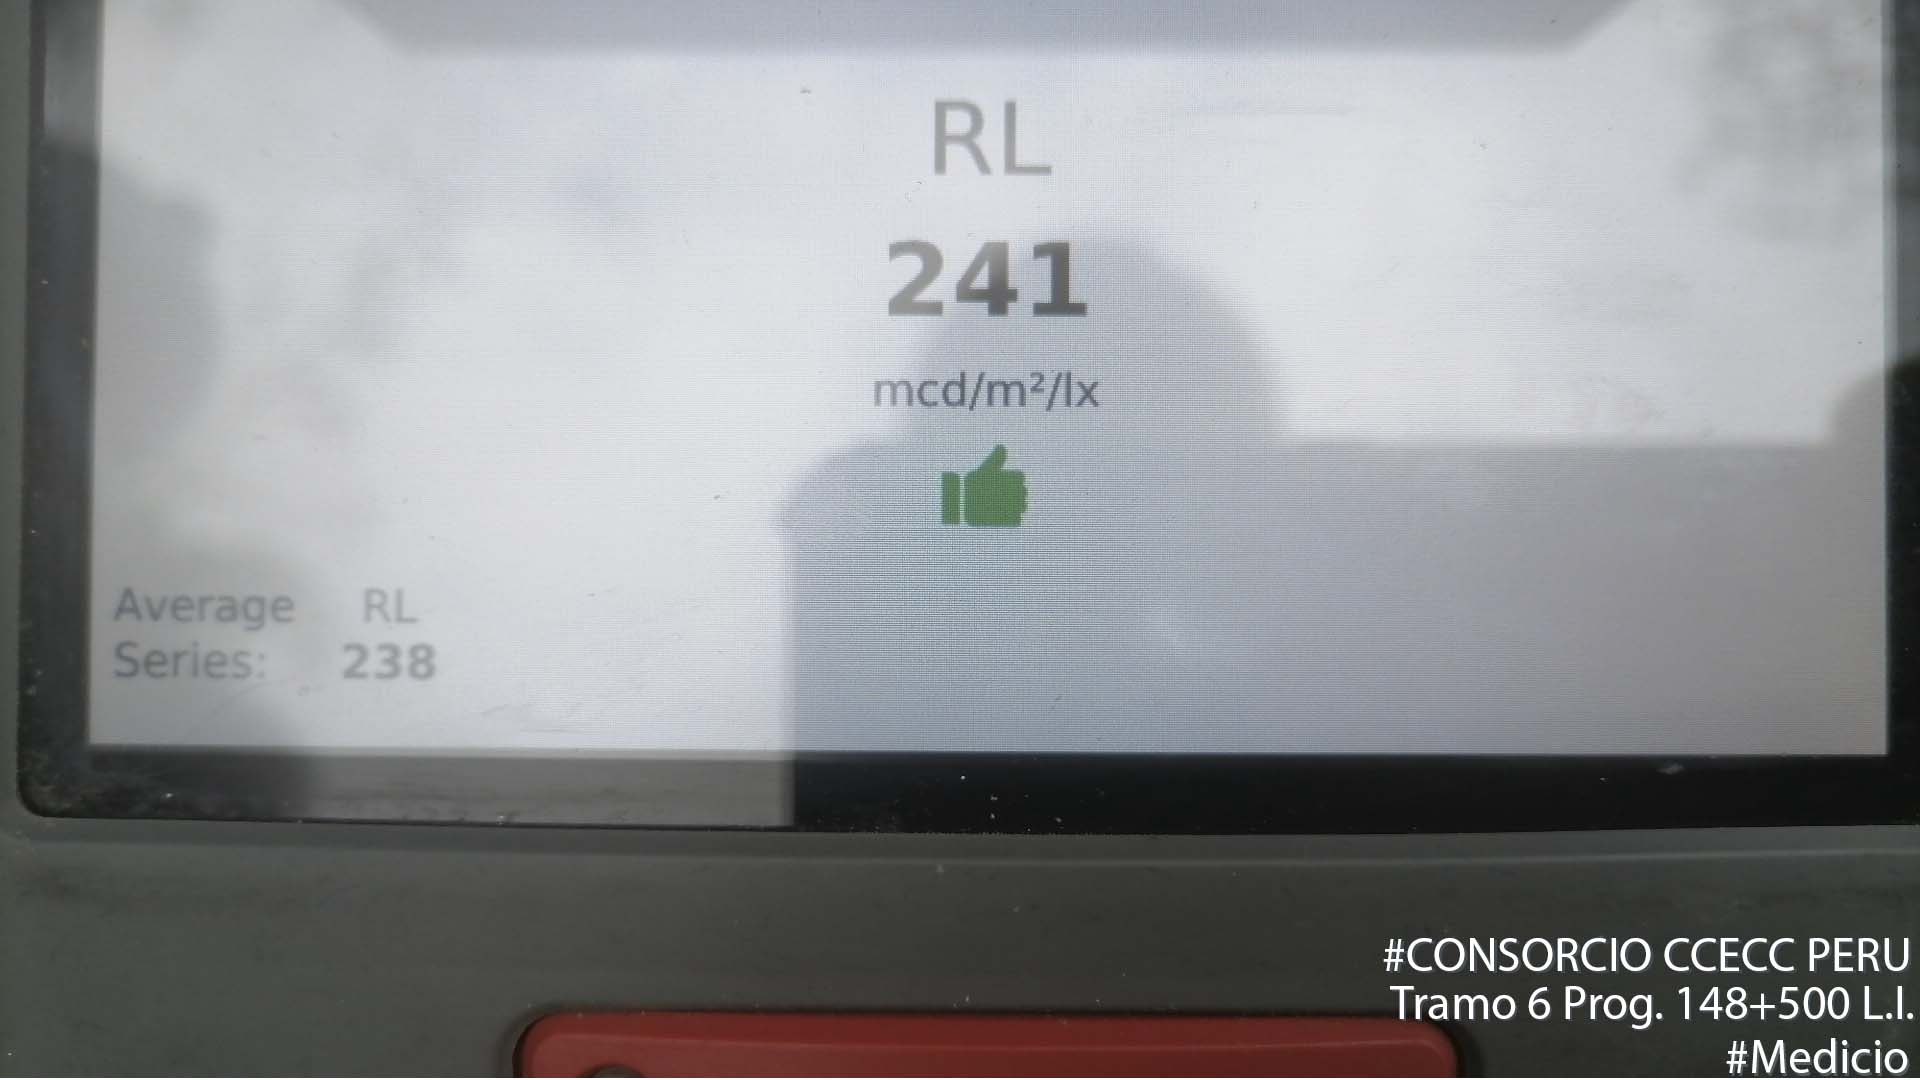 RL
241
mcd/m²/lx
Average RL
Series: 238
#CONSORCIO CCECC PERU
Tramo 6 Prog. 148+500 L.I.
#Medicio